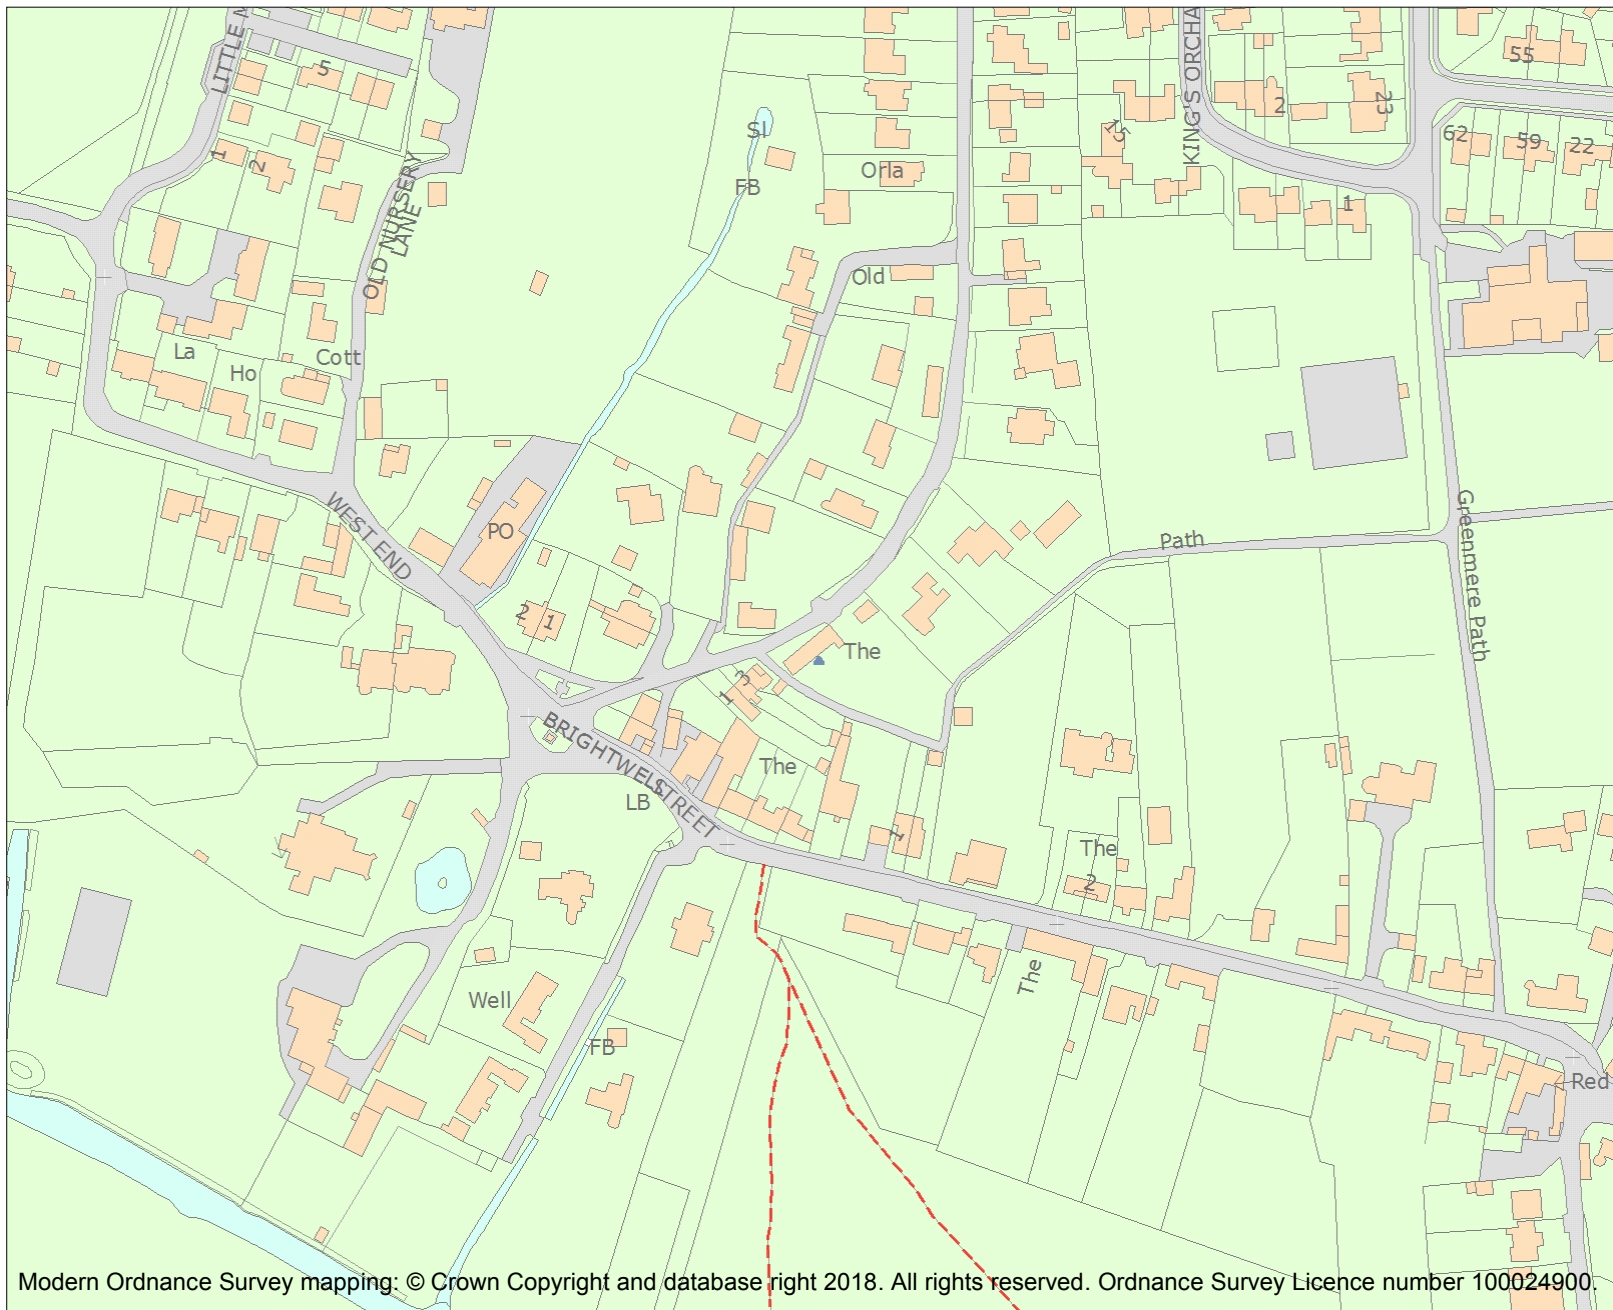 LITTLE M
5
1
2
OLD NURSERY
LANE
La
Ho
Cott
Sl
FB
Orla
Old
KING'S ORCHA
15
2
23
1
55
62
59
22
WEST END
PO
2
1
Path
Greenmere Path
The
3
1
BRIGHTWELL
STREET
The
LB
1
The
2
The
Well
FB
Red
Modern Ordnance Survey mapping: © Crown Copyright and database right 2018. All rights reserved. Ordnance Survey Licence number 100024900.